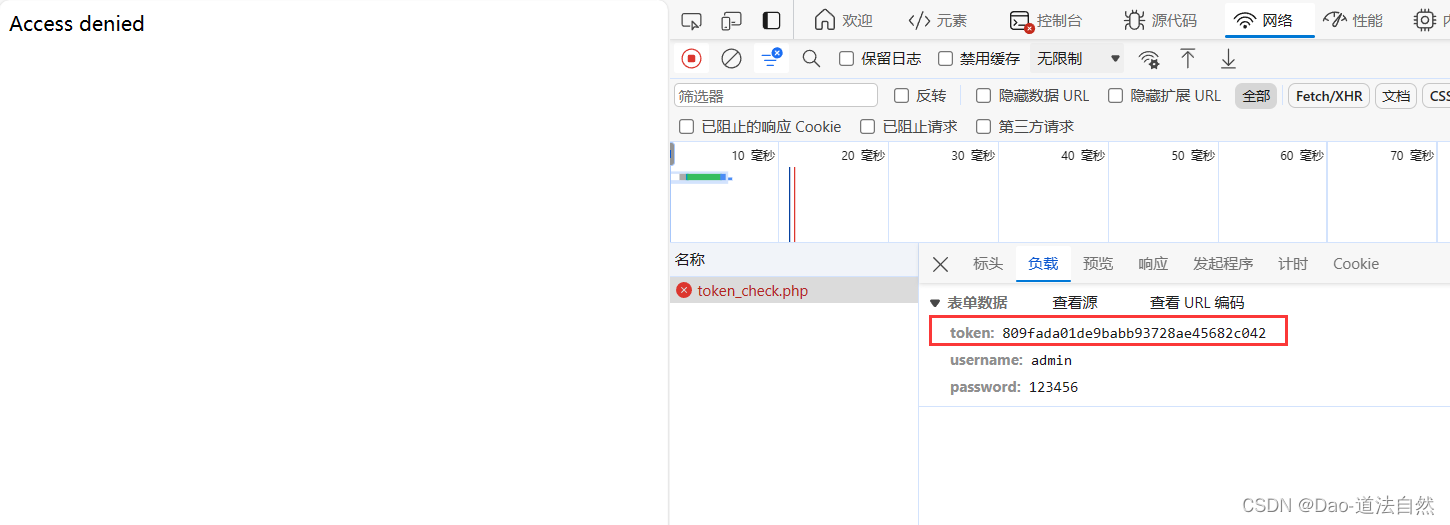 Access denied
欢迎 元素 控制台 源代码 网络 性能 内
保留日志 禁用缓存 无限制
筛选器 反转 隐藏数据 URL 隐藏扩展 URL 全部 Fetch/XHR 文档 CSS
已阻止的响应 Cookie 已阻止请求 第三方请求
10 毫秒 20 毫秒 30 毫秒 40 毫秒 50 毫秒 60 毫秒 70 毫秒
名称 标头 负载 预览 响应 发起程序 计时 Cookie
token_check.php
表单数据 查看源 查看 URL 编码
token: 809fada01de9babb93728ae45682c042
username: admin
password: 123456
CSDN @Dao-道法自然